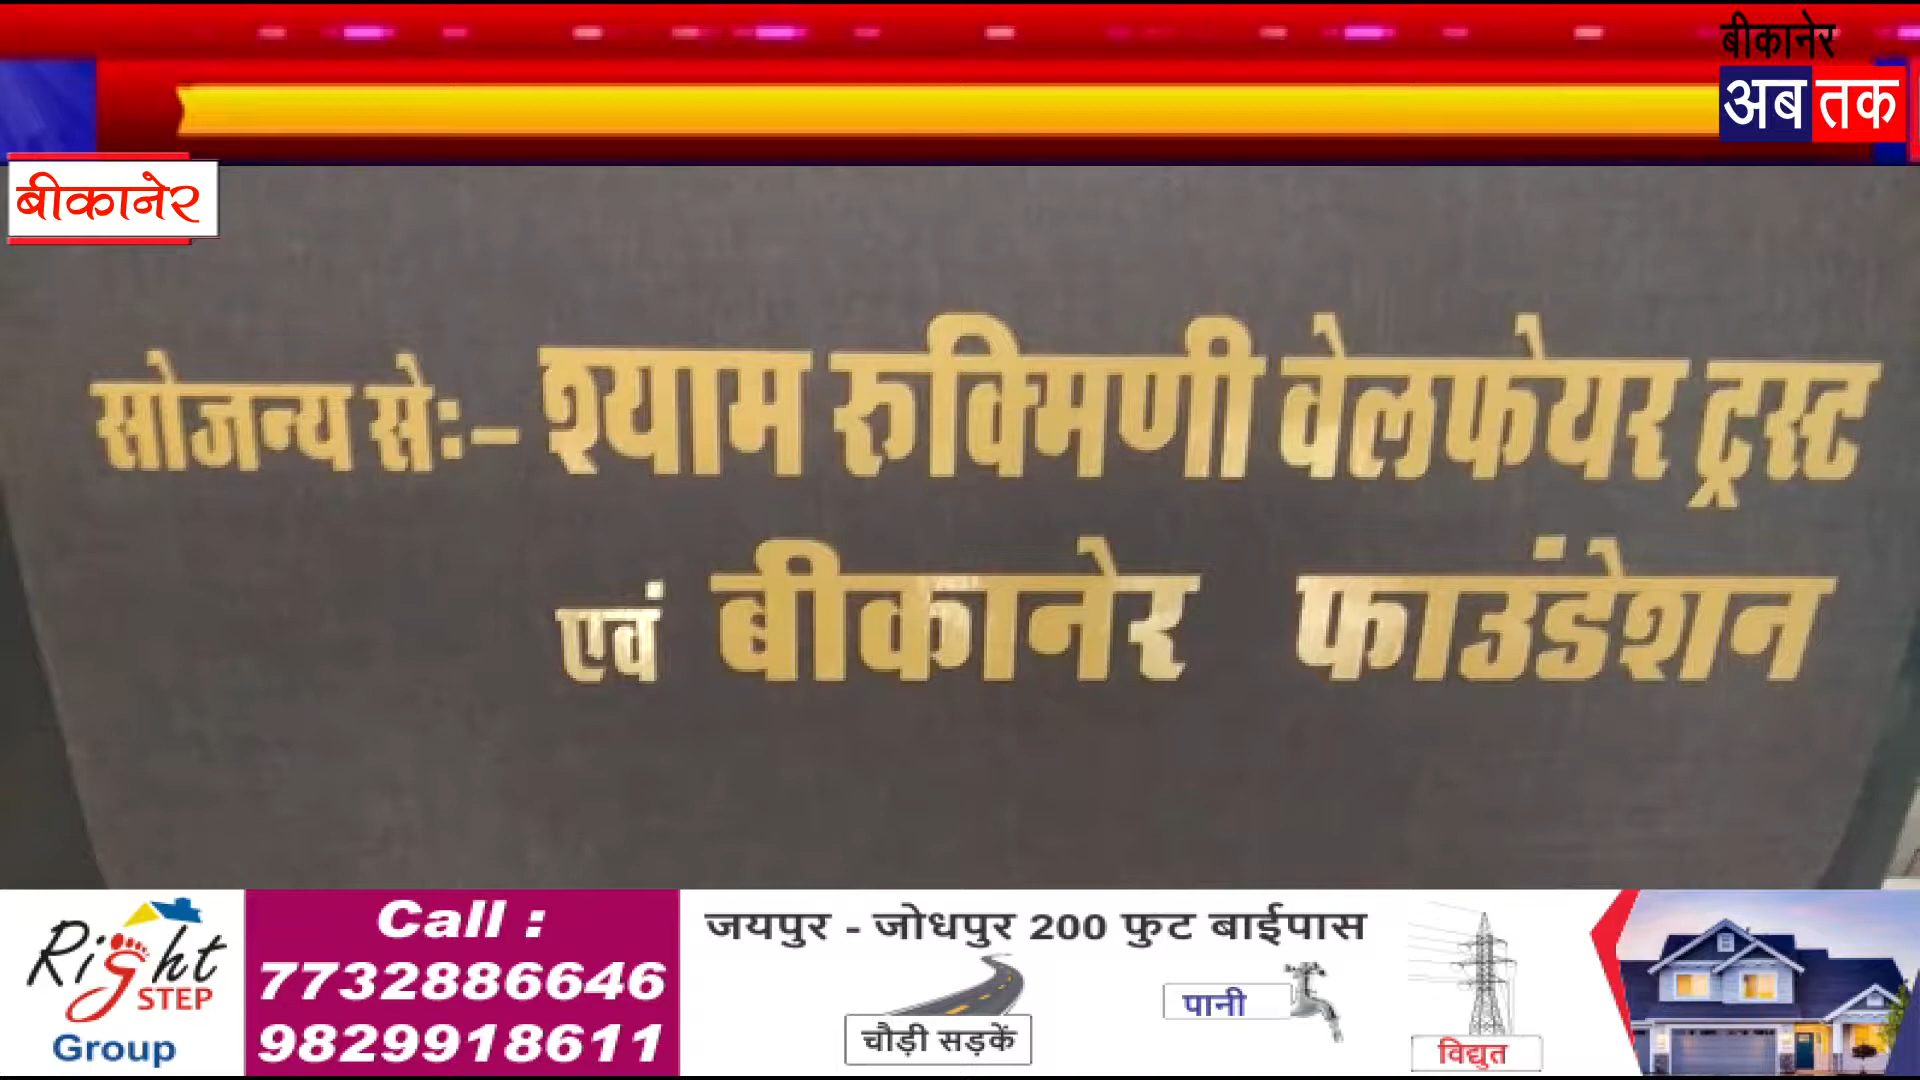 बीकानेर
अब तक
बीकानेर
सोजन्य से:- श्याम रुक्मिणी वेलफेयर ट्रस्ट
एवं बीकानेर फाउंडेशन
Right
STEP
Group
Call :
7732886646
9829918611
जयपुर - जोधपुर 200 फुट बाईपास
चौड़ी सड़कें
पानी
विद्युत